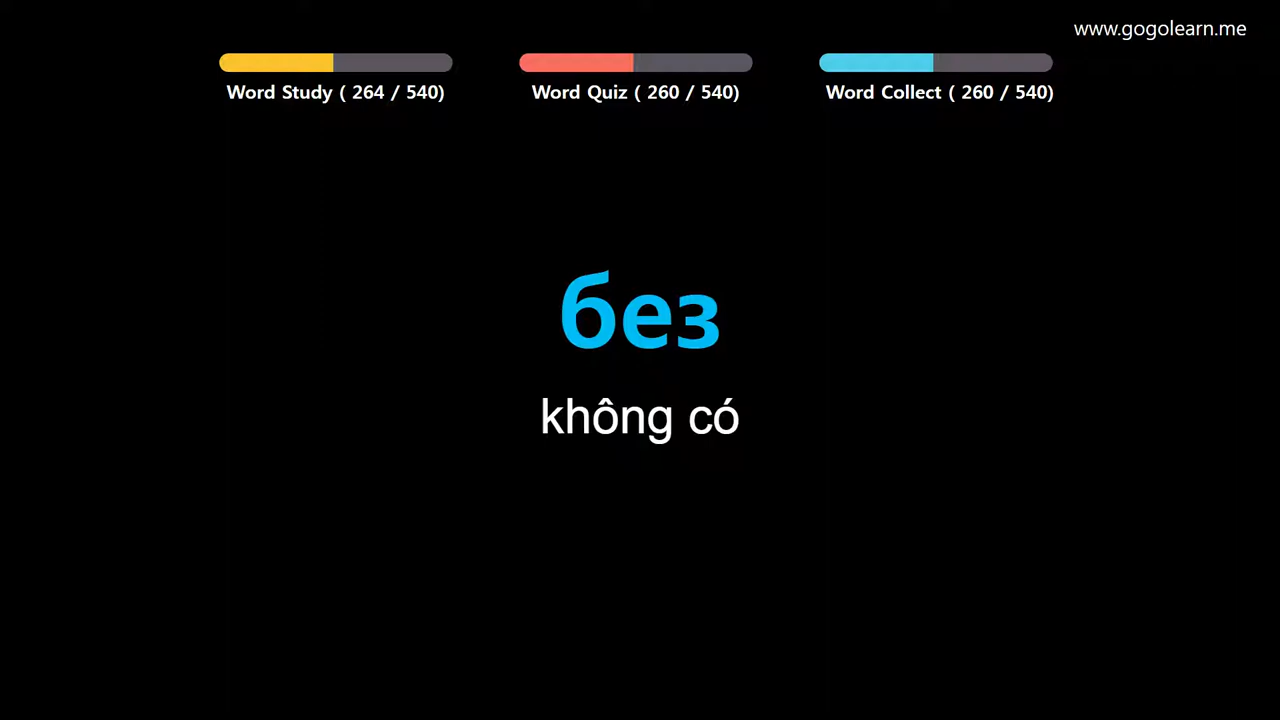 www.gogolearn.me
Word Study ( 264 / 540)
Word Quiz ( 260 / 540)
Word Collect ( 260 / 540)
без
không có